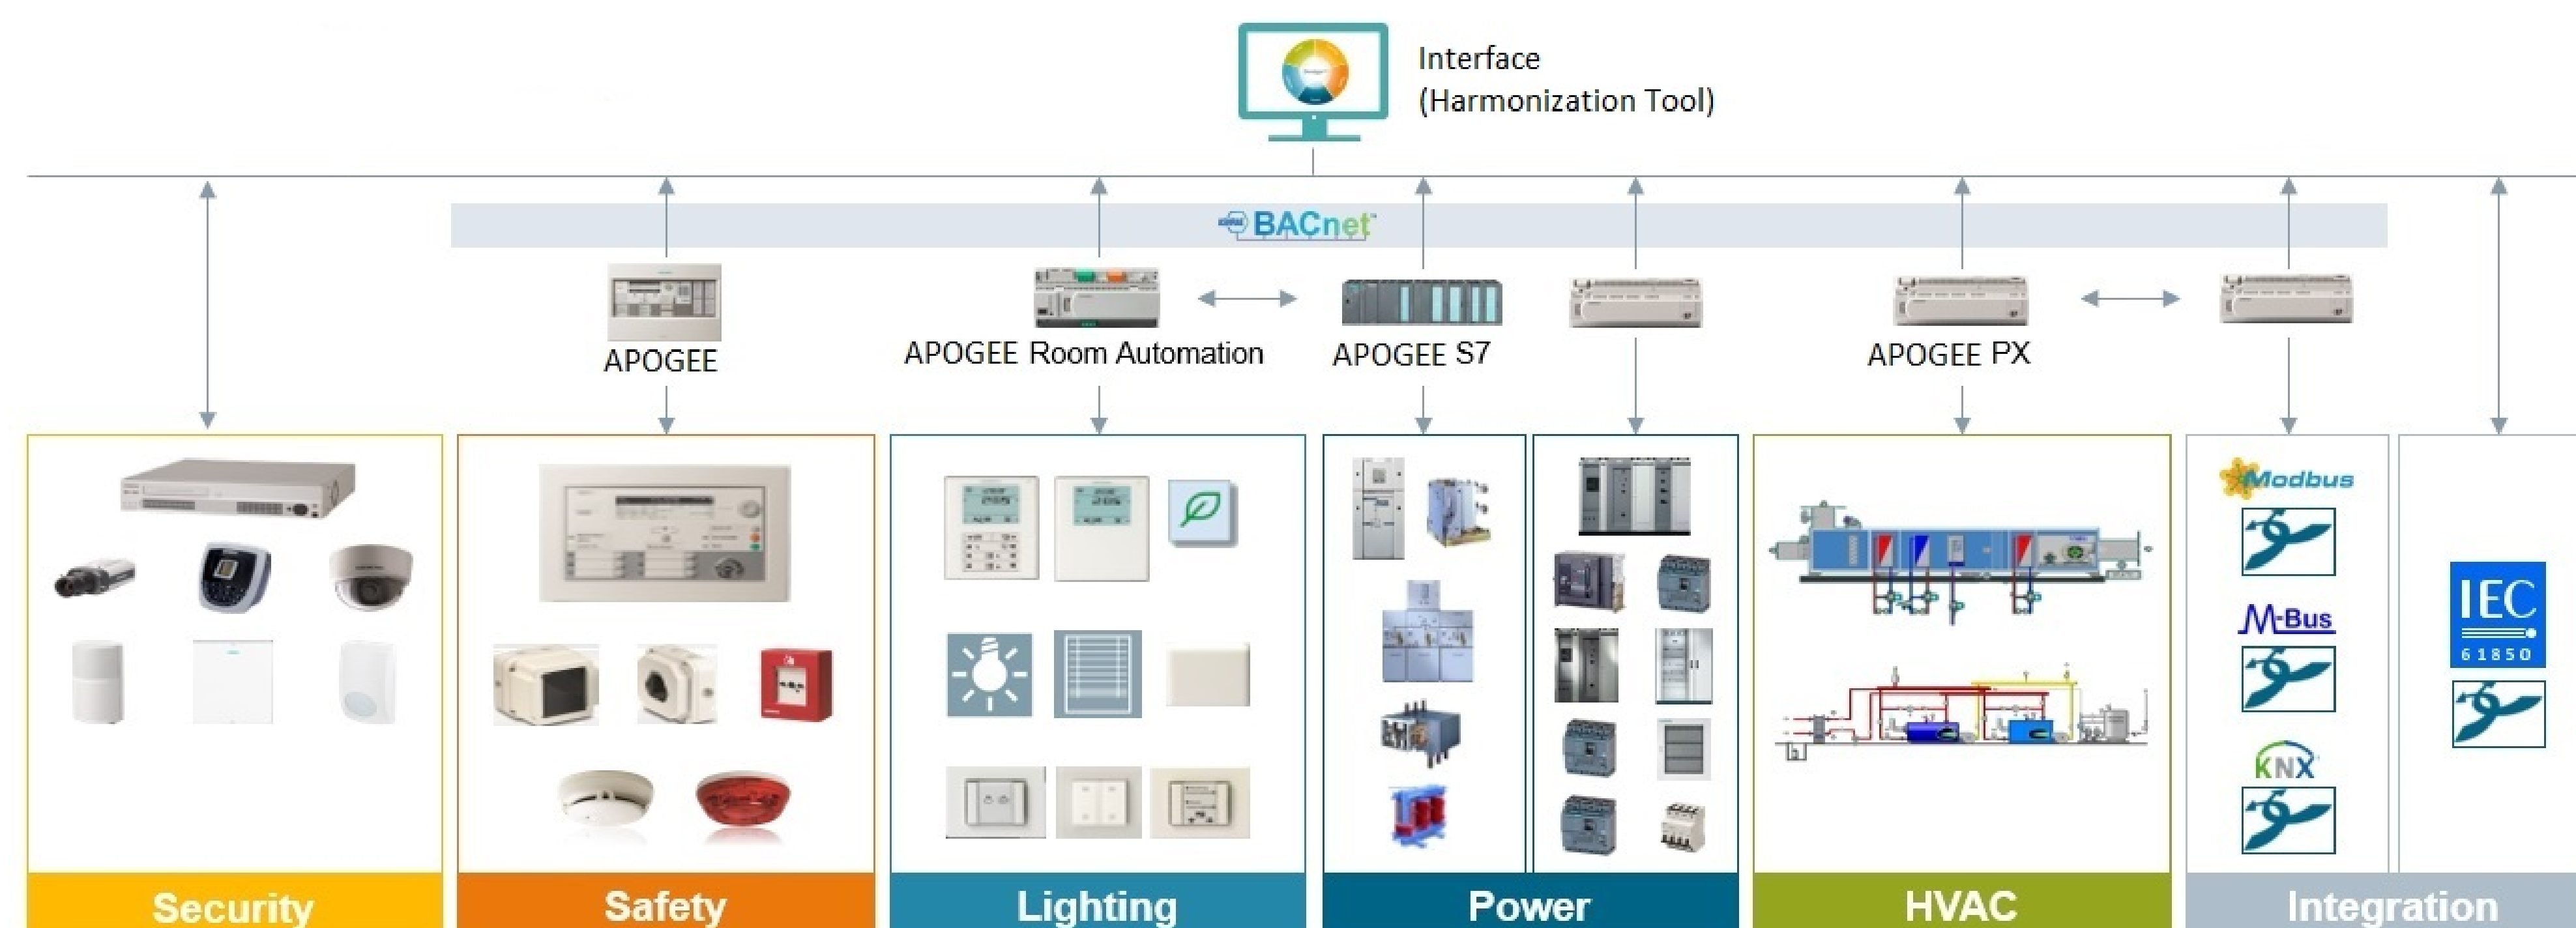 Interface
(Harmonization Tool)
BACnet™
APOGEE
APOGEE Room Automation
APOGEE S7
APOGEE PX
Modbus
M-Bus
KNX
IEC
61850
Security
Safety
Lighting
Power
HVAC
Integration